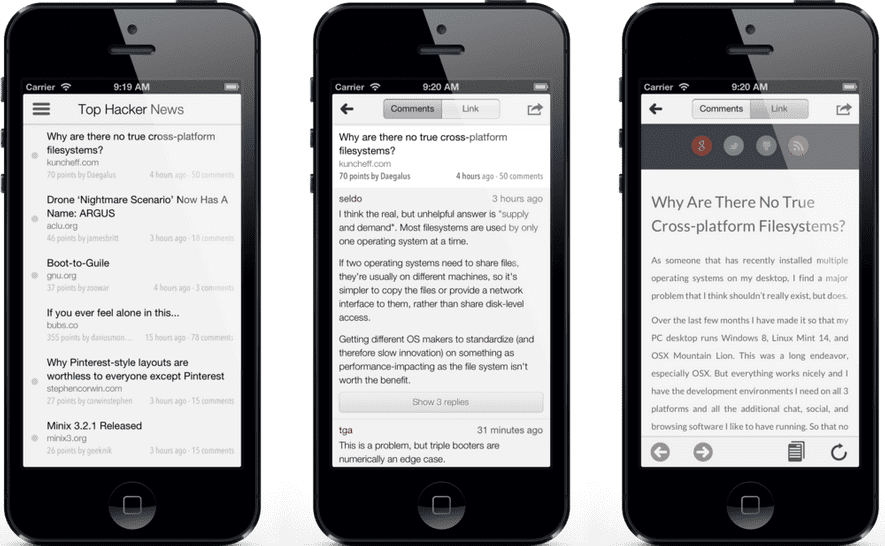 Carrier 9:19 AM
Top Hacker News
Why are there no true cross-platform
filesystems?
kuncheff.com
70 points by Daegalus 4 hours ago · 50 comments
Drone 'Nightmare Scenario' Now Has A
Name: ARGUS
aclu.org
46 points by jamesbritt 3 hours ago · 18 comments
Boot-to-Guile
gnu.org
37 points by zoowar 4 hours ago · 3 comments
If you ever feel alone in this...
bubs.co
355 points by dariusmon... 15 hours ago · 78 comments
Why Pinterest-style layouts are
worthless to everyone except Pinterest
stephencorwin.com
27 points by corwinstephen 3 hours ago · 15 comments
Minix 3.2.1 Released
minix3.org
26 points by geeknik 3 hours ago · 15 comments
Carrier 9:20 AM
Comments Link
Why are there no true cross-platform
filesystems?
kuncheff.com
70 points by Daegalus 4 hours ago · 50 comments
seldo 3 hours ago
I think the real, but unhelpful answer is "supply
and demand". Most filesystems are used by only
one operating system at a time.
If two operating systems need to share files,
they're usually on different machines, so it's
simpler to copy the files or provide a network
interface to them, rather than share disk-level
access.
Getting different OS makers to standardize (and
therefore slow innovation) on something as
performance-impacting as the file system isn't
worth the benefit.
Show 3 replies
tga 31 minutes ago
This is a problem, but triple booters are
numerically an edge case.
Carrier 9:20 AM
Comments Link
Why Are There No True
Cross-platform Filesystems?
As someone that has recently installed multiple
operating systems on my desktop, I find a major
problem that I think shouldn't really exist, but does.
Over the last few months I have made it so that my
PC desktop runs Windows 8, Linux Mint 14, and
OSX Mountain Lion. This was a long endeavor,
especially OSX. But everything works nicely and I
have the development environments I need on all 3
platforms and all the additional chat, social, and
browsing software I like to have running. So that no